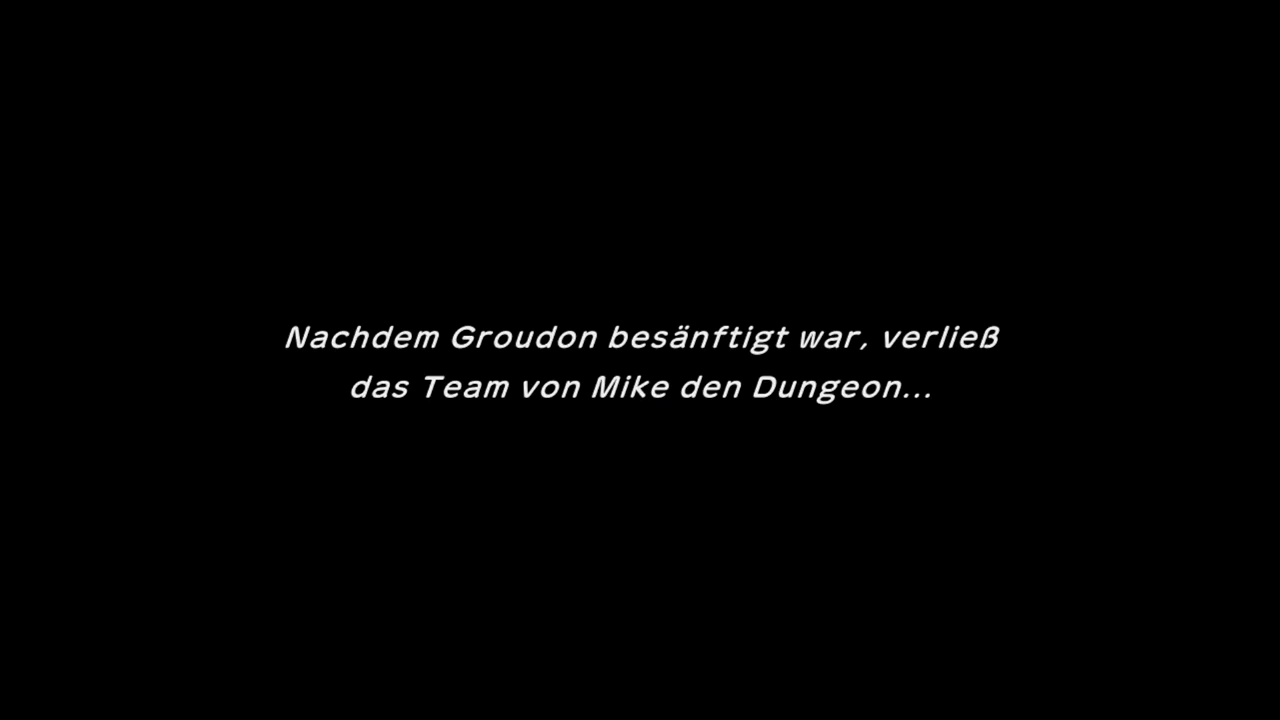 Nachdem Groudon besänftigt war, verließ
das Team von Mike den Dungeon...